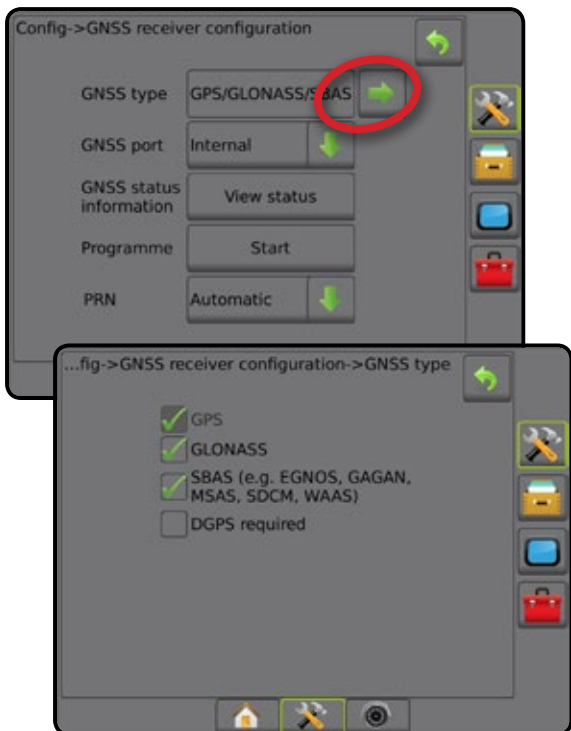 Config->GNSS receiver configuration
GNSS type GPS/GLONASS/SBAS
GNSS port Internal
GNSS status
information
View status
Programme Start
PRN Automatic
...fig->GNSS receiver configuration->GNSS type
GPS
GLONASS
SBAS (e.g. EGNOS, GAGAN,
MSAS, SDCM, WAAS)
DGPS required